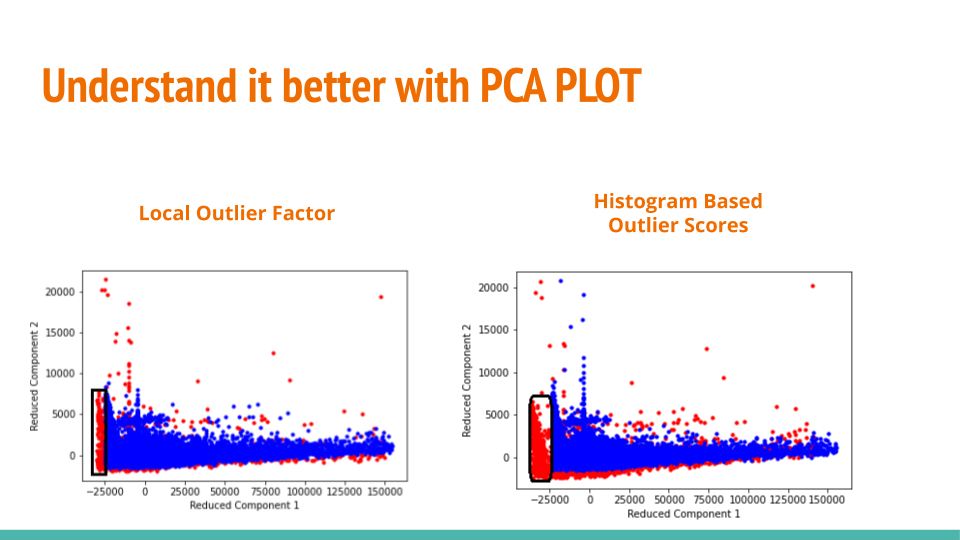 Understand it better with PCA PLOT
Local Outlier Factor
Histogram Based
Outlier Scores
20000
15000
10000
5000
0
Reduced Component 2
−25000 0 25000 50000 75000 100000 125000 150000
Reduced Component 1
20000
15000
10000
5000
0
Reduced Component 2
−25000 0 25000 50000 75000 100000 125000 150000
Reduced Component 1